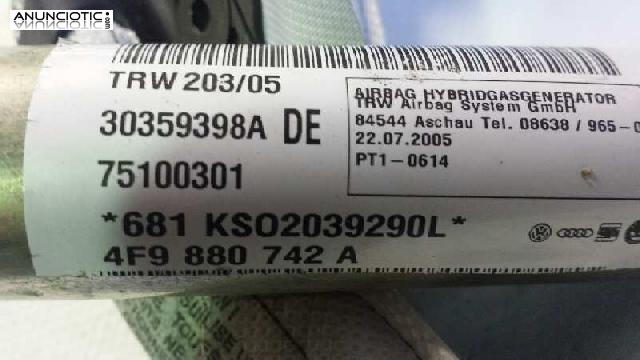 ANUNCIOTIC
TRW 203/05
30359398A DE
75100301
*681 KSO2039290L*
4F9 880 742 A
AIRBAG HYBRIDGASGENERATOR
TRW Airbag System GmbH
84544 Aschau Tel. 08638 / 965-0
22.07.2005
PT1-0614